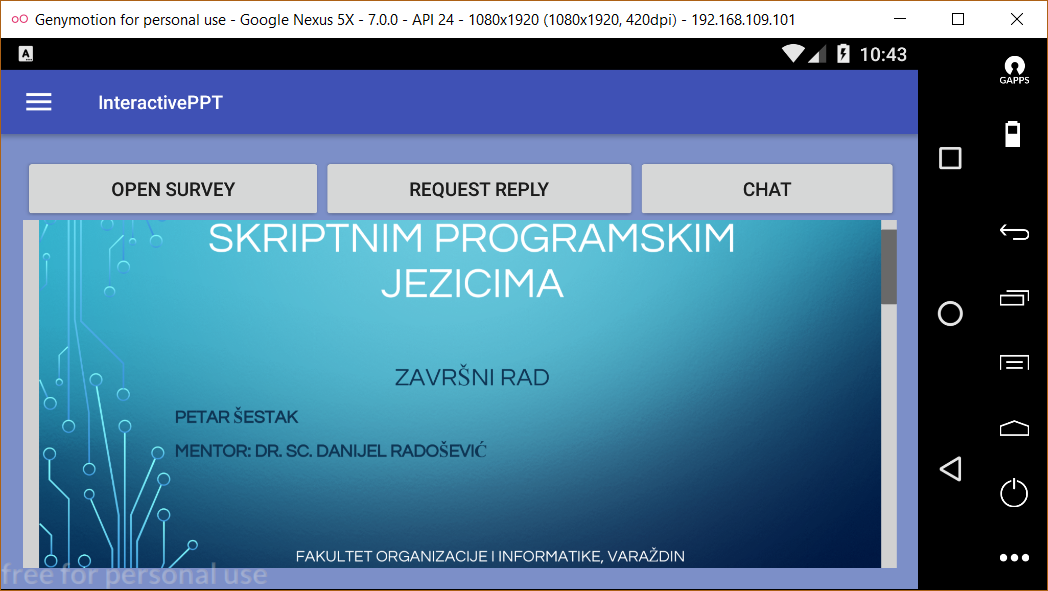 Genymotion for personal use - Google Nexus 5X - 7.0.0 - API 24 - 1080x1920 (1080x1920, 420dpi) - 192.168.109.101
A
10:43
GAPPS
InteractivePPT
OPEN SURVEY
REQUEST REPLY
CHAT
SKRIPTNIM PROGRAMSKIM
JEZICIMA
ZAVRŠNI RAD
PETAR ŠESTAK
MENTOR: DR. SC. DANIJEL RADOŠEVIĆ
FAKULTET ORGANIZACIJE I INFORMATIKE, VARAŽDIN
free for personal use